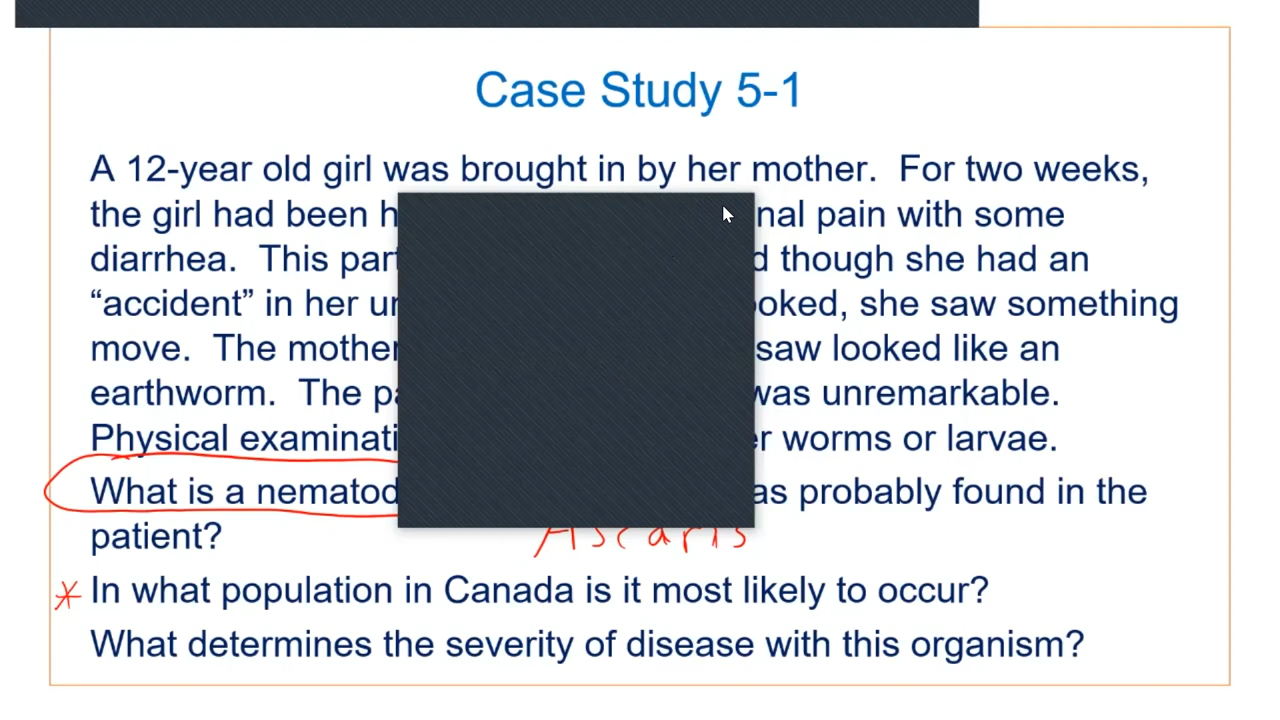 Case Study 5-1
A 12-year old girl was brought in by her mother. For two weeks,
the girl had been h nal pain with some
diarrhea. This part d though she had an
“accident” in her un ooked, she saw something
move. The mother saw looked like an
earthworm. The pa was unremarkable.
Physical examinati er worms or larvae.
What is a nematod as probably found in the
patient? Ascaris
* In what population in Canada is it most likely to occur?
What determines the severity of disease with this organism?